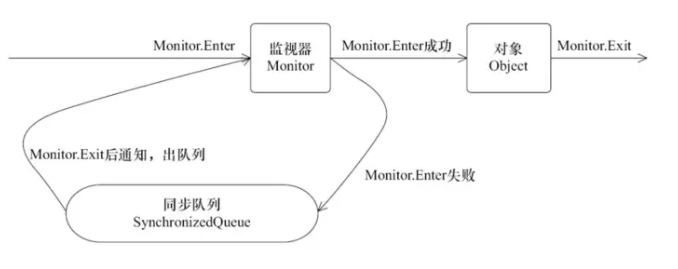 Monitor.Enter
监视器
Monitor
Monitor.Enter成功
对象
Object
Monitor.Exit
Monitor.Exit后通知，出队列
Monitor.Enter失败
同步队列
SynchronizedQueue